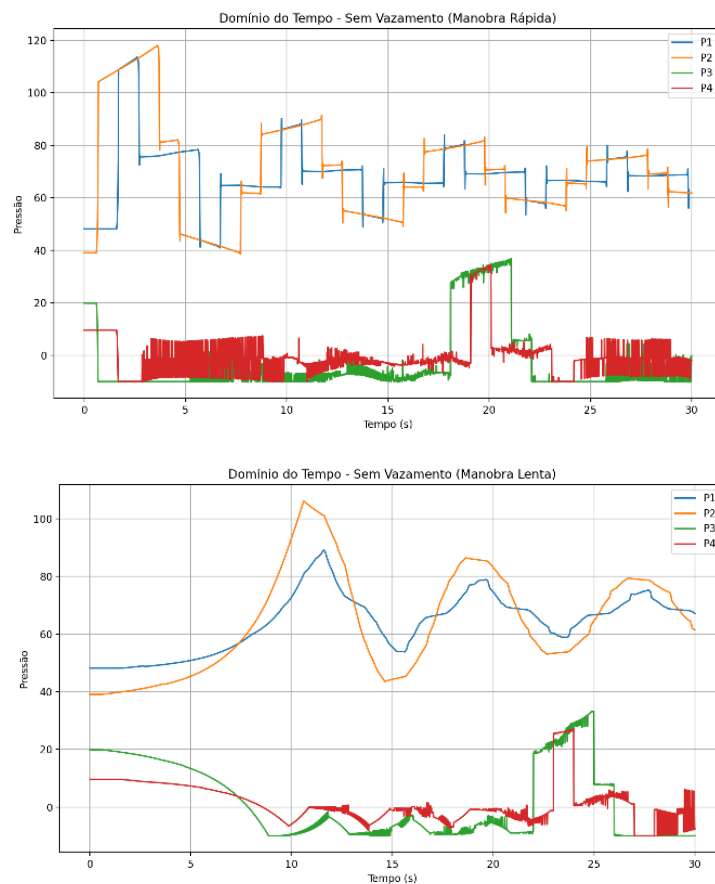 Domínio do Tempo - Sem Vazamento (Manobra Rápida)
120
100
80
60
40
20
0
Pressão
P1
P2
P3
P4
0 5 10 15 20 25 30
Tempo (s)
Domínio do Tempo - Sem Vazamento (Manobra Lenta)
100
80
60
40
20
0
Pressão
P1
P2
P3
P4
0 5 10 15 20 25 30
Tempo (s)